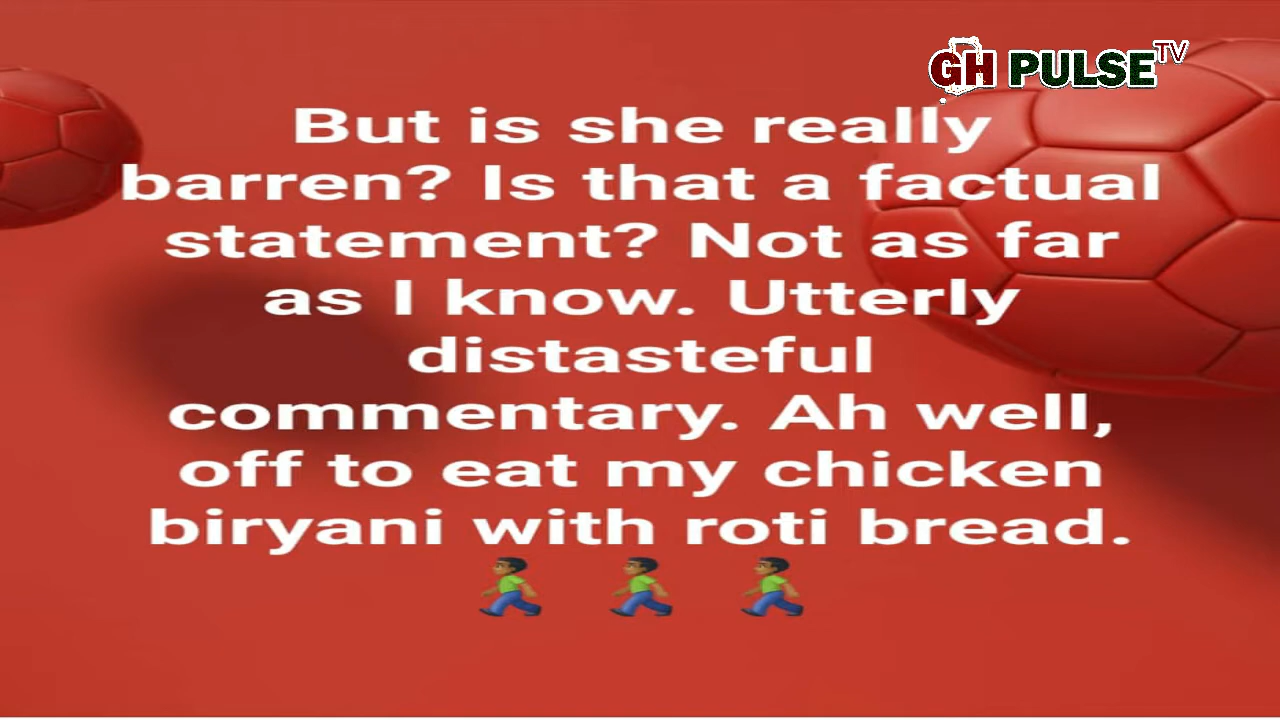 GH PULSE TV
But is she really
barren? Is that a factual
statement? Not as far
as I know. Utterly
distasteful
commentary. Ah well,
off to eat my chicken
biryani with roti bread.